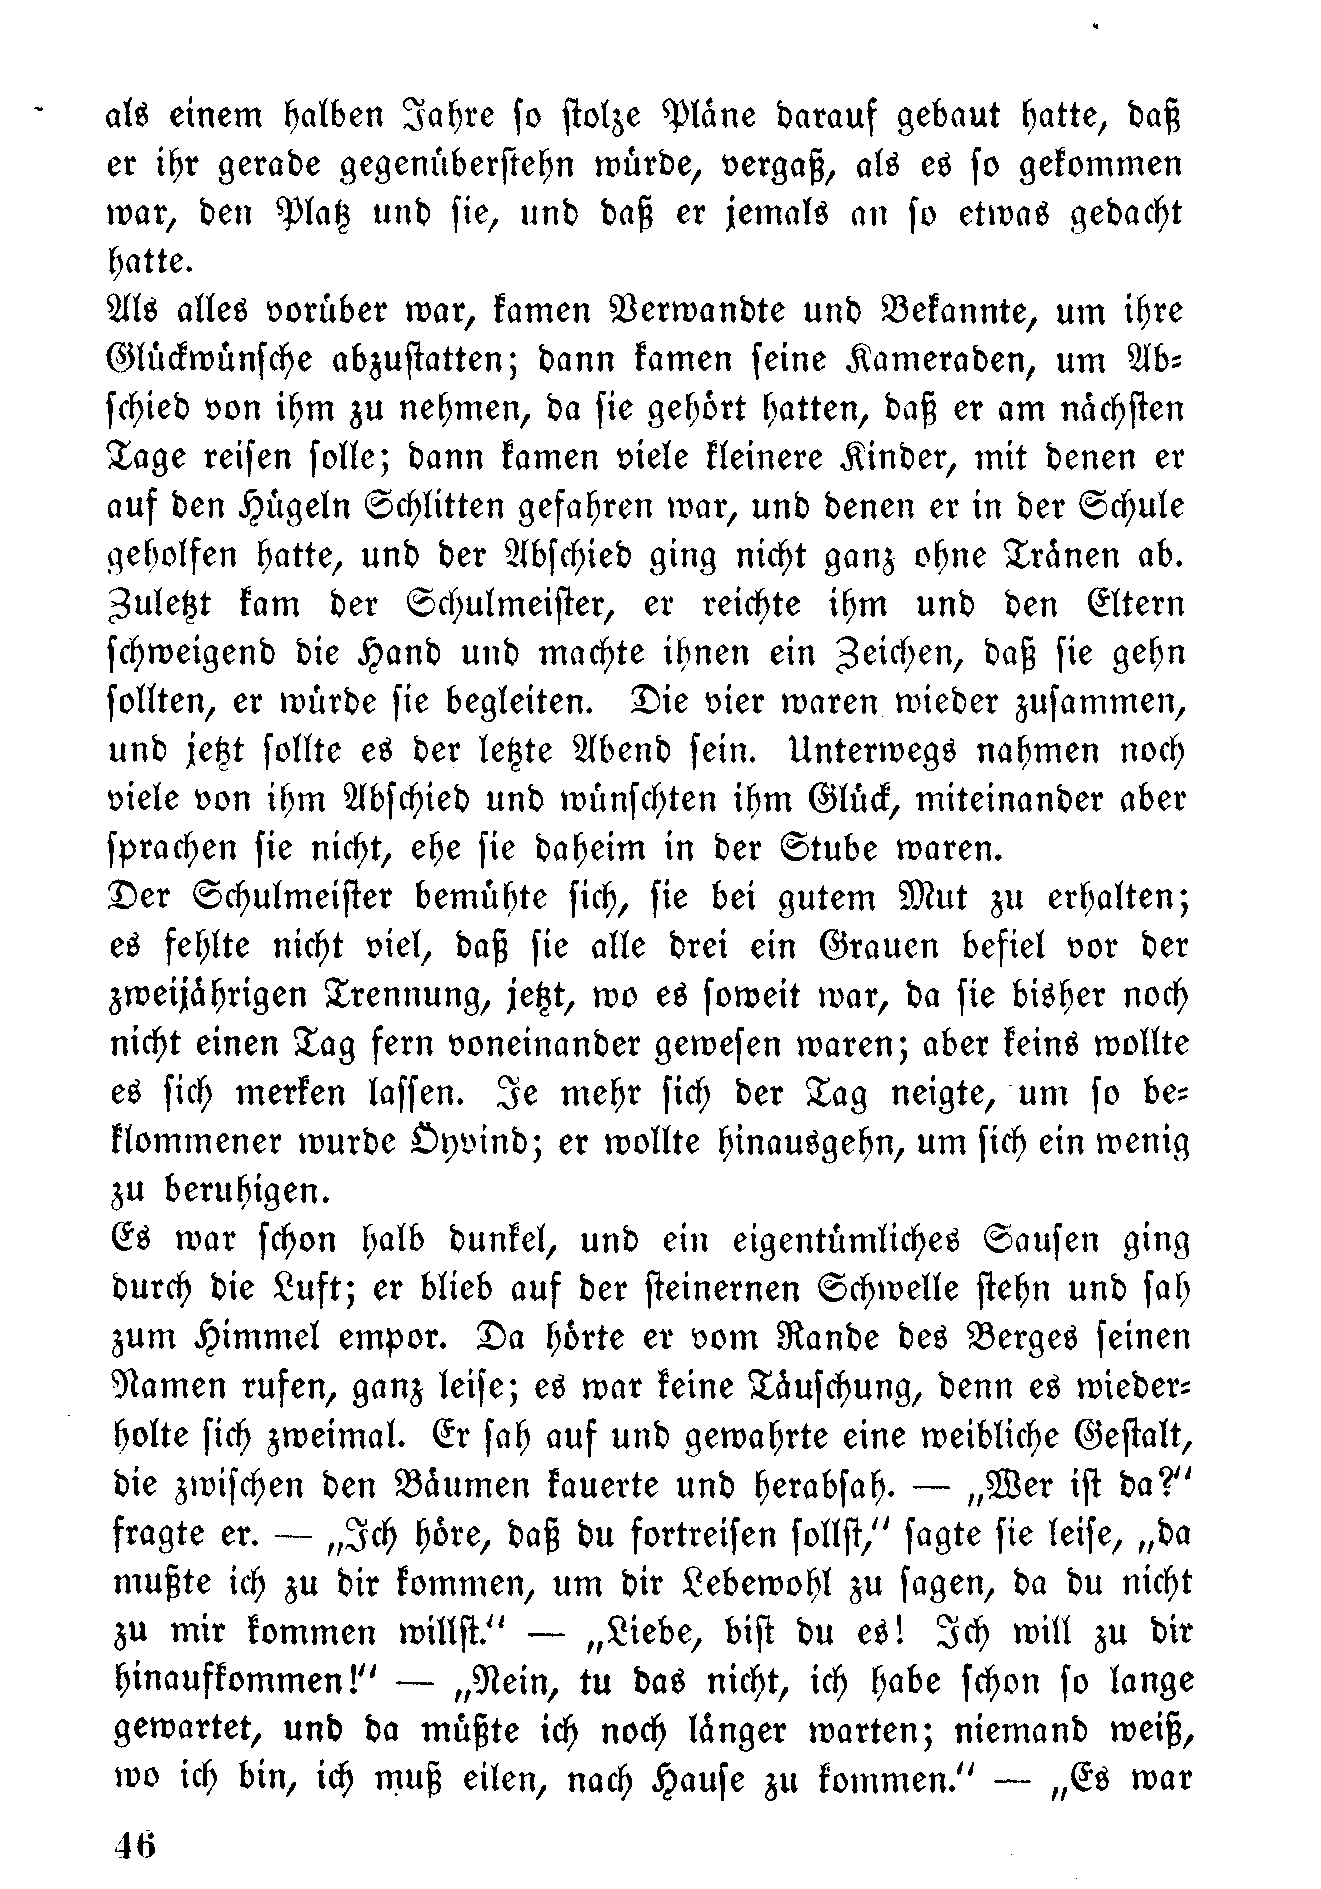 als einem halben Jahre so stolze Pläne darauf gebaut hatte, daß
er ihr gerade gegenüberstehn würde, vergaß, als es so gekommen
war, den Platz und sie, und daß er jemals an so etwas gedacht
hatte.
Als alles vorüber war, kamen Verwandte und Bekannte, um ihre
Glückwünsche abzustatten; dann kamen seine Kameraden, um Ab-
schied von ihm zu nehmen, da sie gehört hatten, daß er am nächsten
Tage reisen solle; dann kamen viele kleinere Kinder, mit denen er
auf den Hügeln Schlitten gefahren war, und denen er in der Schule
geholfen hatte, und der Abschied ging nicht ganz ohne Tränen ab.
Zuletzt kam der Schulmeister, er reichte ihm und den Eltern
schweigend die Hand und machte ihnen ein Zeichen, daß sie gehn
sollten, er würde sie begleiten. Die vier waren wieder zusammen,
und jetzt sollte es der letzte Abend sein. Unterwegs nahmen noch
viele von ihm Abschied und wünschten ihm Glück, miteinander aber
sprachen sie nicht, ehe sie daheim in der Stube waren.
Der Schulmeister bemühte sich, sie bei gutem Mut zu erhalten;
es fehlte nicht viel, daß sie alle drei ein Grauen befiel vor der
zweijährigen Trennung, jetzt, wo es soweit war, da sie bisher noch
nicht einen Tag fern voneinander gewesen waren; aber keins wollte
es sich merken lassen. Je mehr sich der Tag neigte, um so be-
klommener wurde Öyvind; er wollte hinausgehn, um sich ein wenig
zu beruhigen.
Es war schon halb dunkel, und ein eigentümliches Sausen ging
durch die Luft; er blieb auf der steinernen Schwelle stehn und sah
zum Himmel empor. Da hörte er vom Rande des Berges seinen
Namen rufen, ganz leise; es war keine Täuschung, denn es wieder-
holte sich zweimal. Er sah auf und gewahrte eine weibliche Gestalt,
die zwischen den Bäumen kauerte und herabsah. — „Wer ist da?“
fragte er. — „Ich höre, daß du fortreisen sollst,“ sagte sie leise, „da
mußte ich zu dir kommen, um dir Lebewohl zu sagen, da du nicht
zu mir kommen willst.“ — „Liebe, bist du es! Ich will zu dir
hinaufkommen!“ — „Nein, tu das nicht, ich habe schon so lange
gewartet, und da müßte ich noch länger warten; niemand weiß,
wo ich bin, ich muß eilen, nach Hause zu kommen.“ — „Es war
46